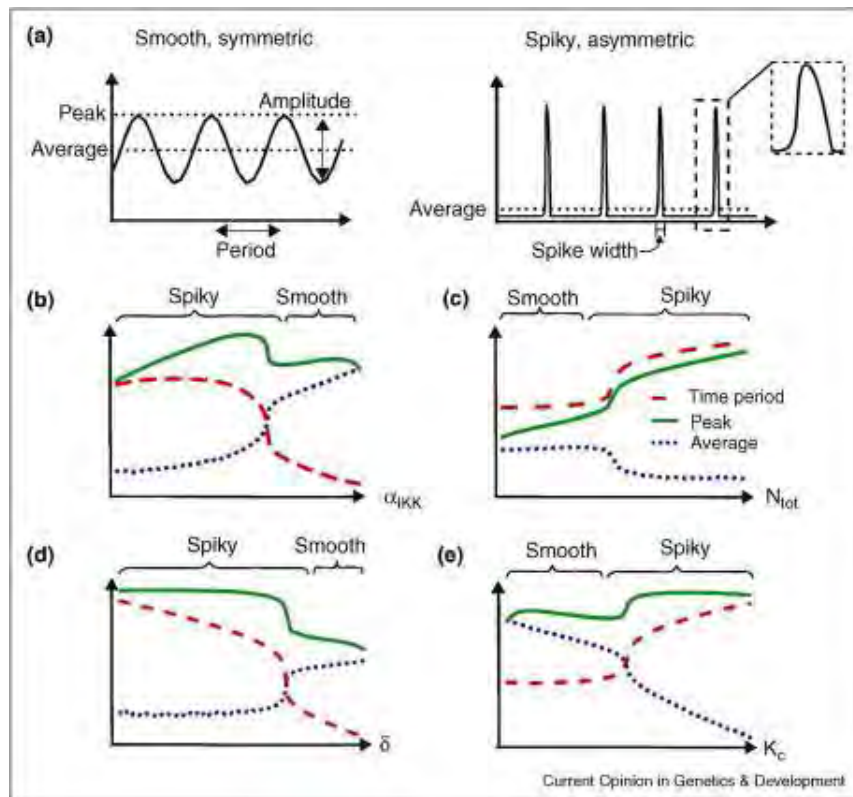 (a)
Smooth, symmetric
Spiky, asymmetric
Peak
Amplitude
Average
Period
Average
Spike width
(b)
Spiky
Smooth
αIKK
(c)
Smooth
Spiky
Time period
Peak
Average
Ntot
(d)
Spiky
Smooth
δ
(e)
Smooth
Spiky
Kc
Current Opinion in Genetics & Development